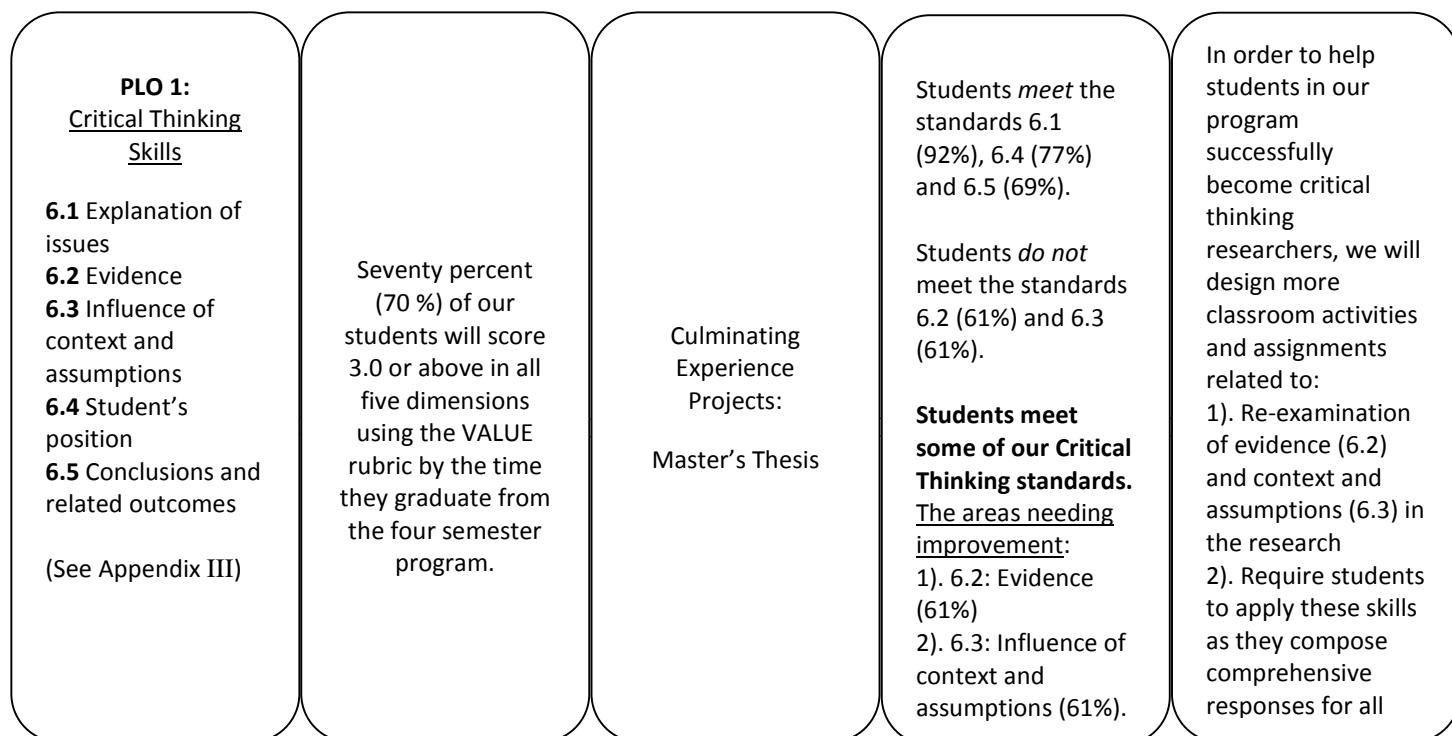 PLO 1:
Critical Thinking
Skills
6.1 Explanation of
issues
6.2 Evidence
6.3 Influence of
context and
assumptions
6.4 Student's
position
6.5 Conclusions and
related outcomes
(See Appendix III)
Seventy percent
(70 %) of our
students will score
3.0 or above in all
five dimensions
using the VALUE
rubric by the time
they graduate from
the four semester
program.
Culminating
Experience
Projects:
Master's Thesis
Students meet the
standards 6.1
(92%), 6.4 (77%)
and 6.5 (69%).
Students do not
meet the standards
6.2 (61%) and 6.3
(61%).
Students meet
some of our Critical
Thinking standards.
The areas needing
improvement:
1). 6.2: Evidence
(61%)
2). 6.3: Influence of
context and
assumptions (61%).
In order to help
students in our
program
successfully
become critical
thinking
researchers, we will
design more
classroom activities
and assignments
related to:
1). Re-examination
of evidence (6.2)
and context and
assumptions (6.3) in
the research
2). Require students
to apply these skills
as they compose
comprehensive
responses for all